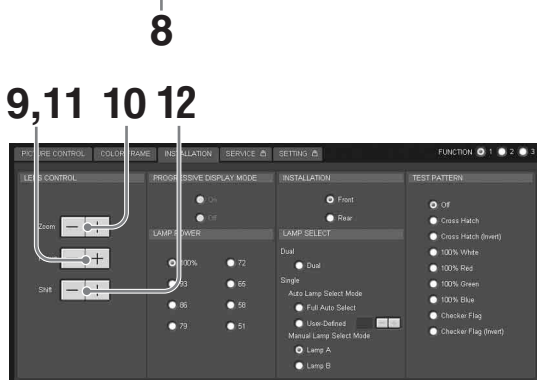 8
9,11 10 12
PICTURE CONTROL COLOR FRAME INSTALLATION SERVICE SETTING FUNCTION 1 2 3
LENS CONTROL PROGRESSIVE DISPLAY MODE INSTALLATION TEST PATTERN
On Front Off
Zoom Off Rear Cross Hatch
LAMP POWER LAMP SELECT Cross Hatch (Invert)
Dual 100% White
100% 72 Dual 100% Red
Shift 93 65 Single 100% Green
Auto Lamp Select Mode 100% Blue
86 58 Full Auto Select Checker Flag
79 51 User-Defined Checker Flag (Invert)
Manual Lamp Select Mode
Lamp A
Lamp B